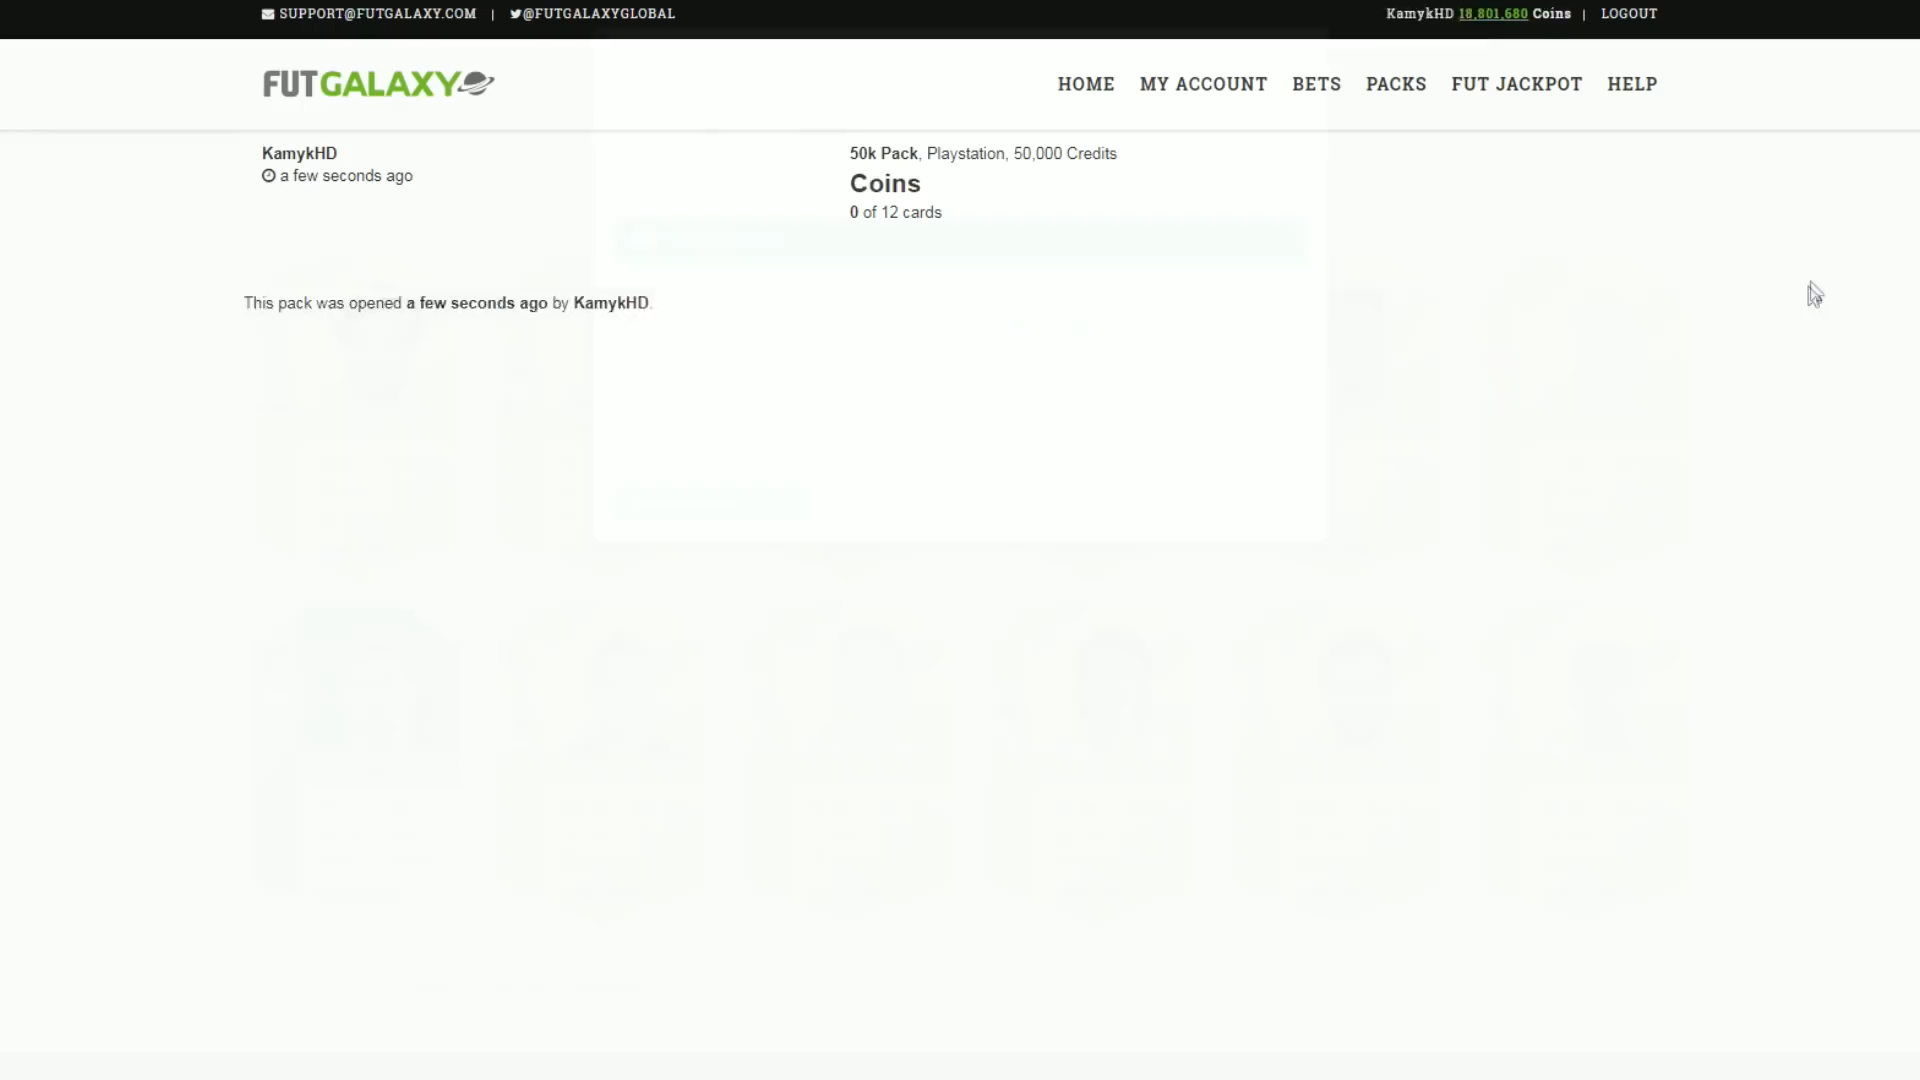 SUPPORT@FUTGALAXY.COM | @FUTGALAXYGLOBAL
KamykHD 18,801,680 Coins | LOGOUT
FUTGALAXY
HOME MY ACCOUNT BETS PACKS FUT JACKPOT HELP
KamykHD
a few seconds ago
50k Pack, Playstation, 50,000 Credits
Coins
0 of 12 cards
This pack was opened a few seconds ago by KamykHD.